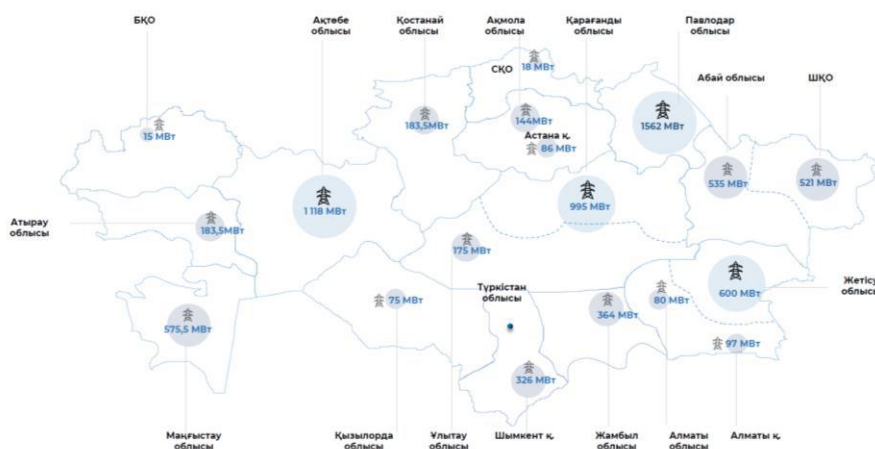 БҚО
Ақтөбе
облысы
Қостанай
облысы
Ақмола
облысы
Қарағанды
облысы
Павлодар
облысы
СҚО
18 МВт
Абай облысы
ШҚО
15 МВт
183,5МВт
144МВт
Астана қ.
86 МВт
1562 МВт
535 МВт
521 МВт
Атырау
облысы
183,5МВт
1 118 МВт
995 МВт
175 МВт
Түркістан
облысы
Жетісу
облысы
575,5 МВт
75 МВт
364 МВт
80 МВт
600 МВт
97 МВт
326 МВт
Маңғыстау
облысы
Қызылорда
облысы
Ұлытау
облысы
Шымкент қ.
Жамбыл
облысы
Алматы
облысы
Алматы қ.